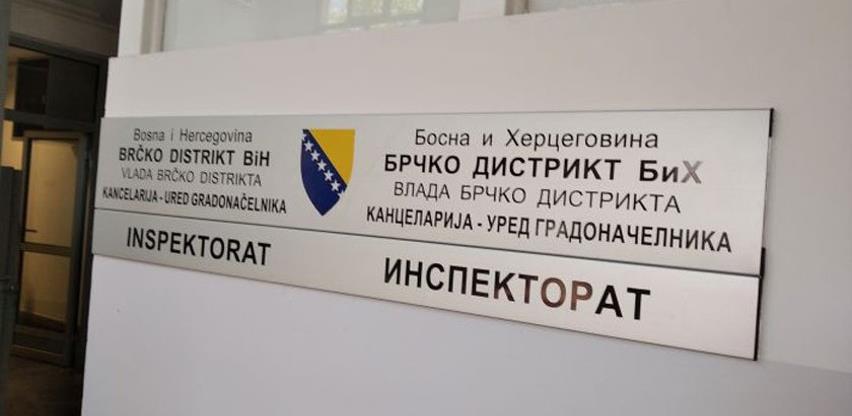 Bosna i Hercegovina
BRČKO DISTRIKT BiH
VLADA BRČKO DISTRIKTA
KANCELARIJA - URED GRADONAČELNIKA
INSPEKTORAT
Босна и Херцеговина
БРЧКО ДИСТРИКТ БиХ
ВЛАДА БРЧКО ДИСТРИКТА
КАНЦЕЛАРИЈА - УРЕД ГРАДОНАЧЕЛНИКА
ИНСПЕКТОРАТ